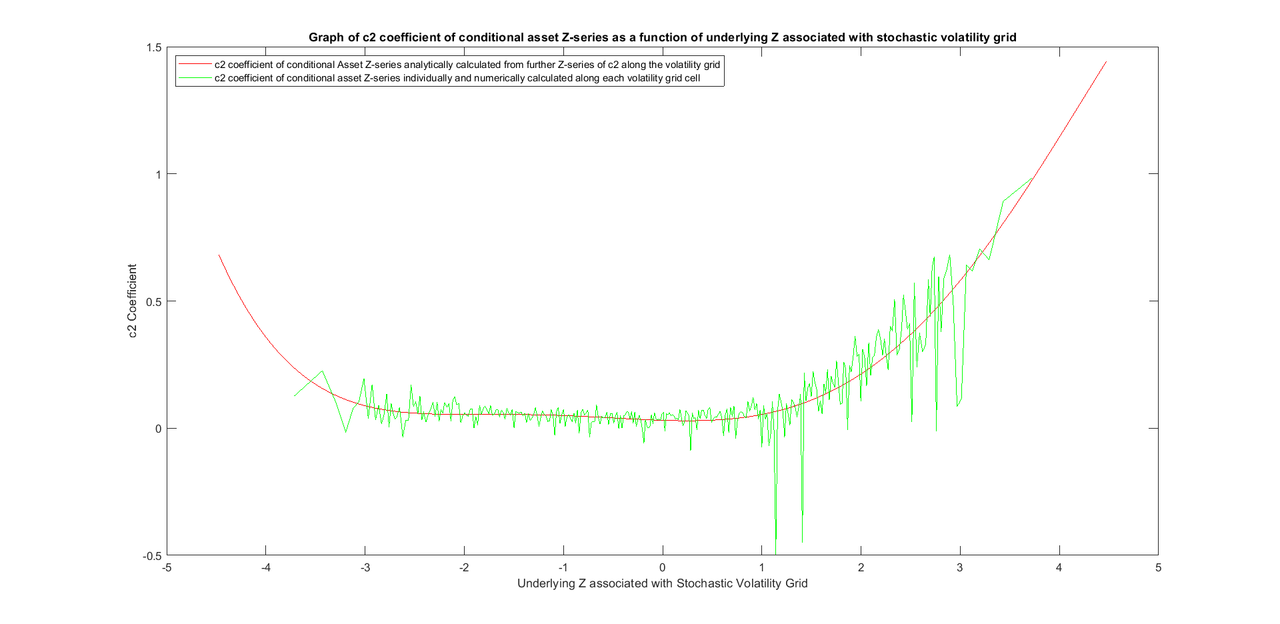 Graph of c2 coefficient of conditional asset Z-series as a function of underlying Z associated with stochastic volatility grid
c2 coefficient of conditional Asset Z-series analytically calculated from further Z-series of c2 along the volatility grid
c2 coefficient of conditional asset Z-series individually and numerically calculated along each volatility grid cell
1.5
1
0.5
0
-0.5
c2 Coefficient
-5 -4 -3 -2 -1 0 1 2 3 4 5
Underlying Z associated with Stochastic Volatility Grid